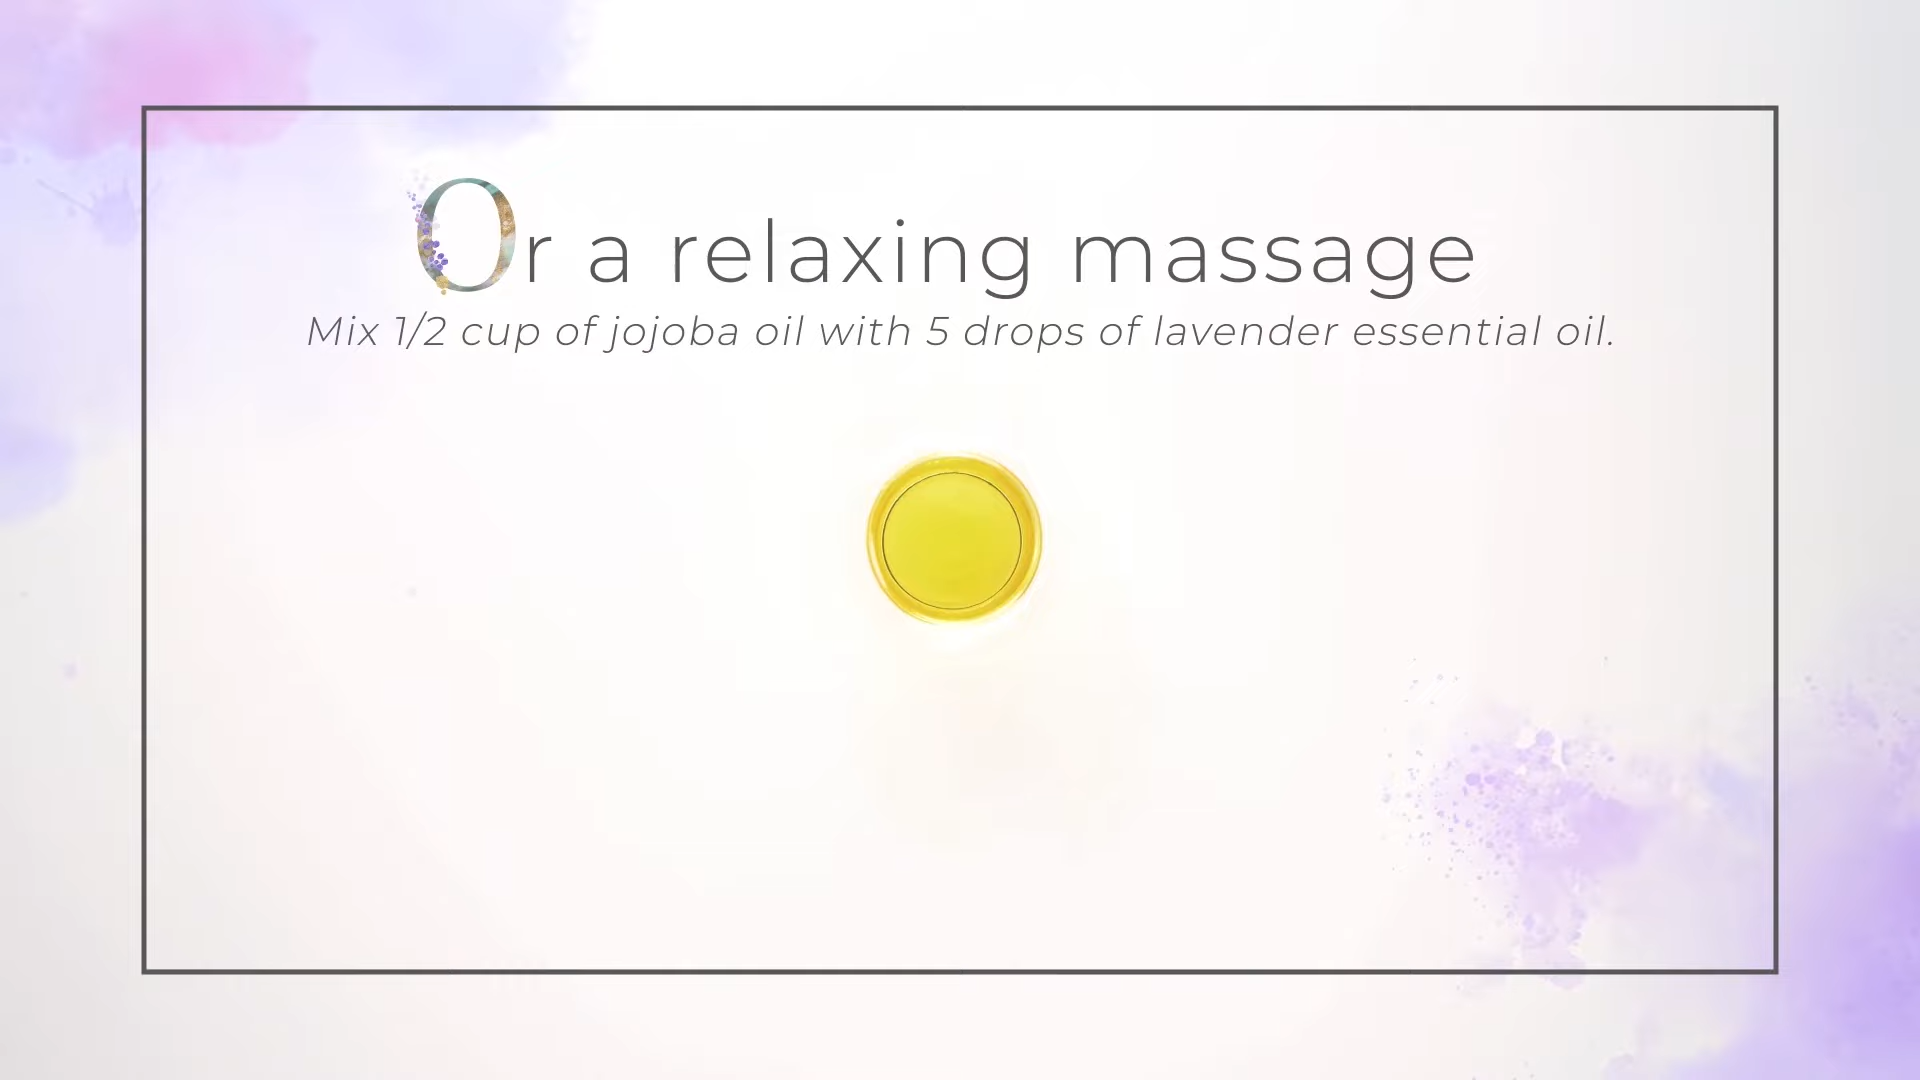 Or a relaxing massage
Mix 1/2 cup of jojoba oil with 5 drops of lavender essential oil.